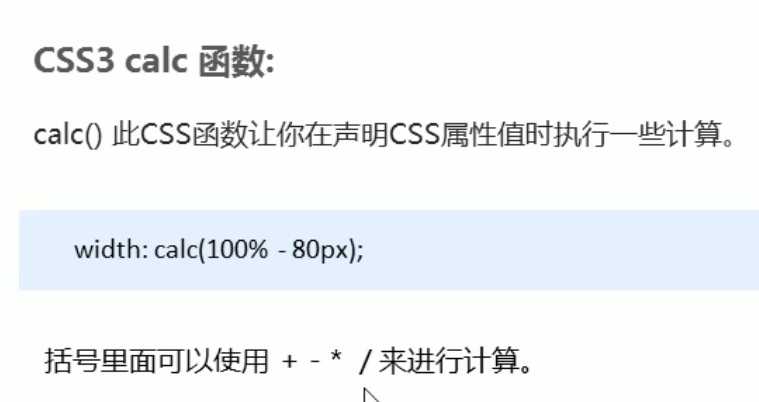 CSS3 calc 函数:
calc() 此CSS函数让你在声明CSS属性值时执行一些计算。
width: calc(100% - 80px);
括号里面可以使用 + - * / 来进行计算。